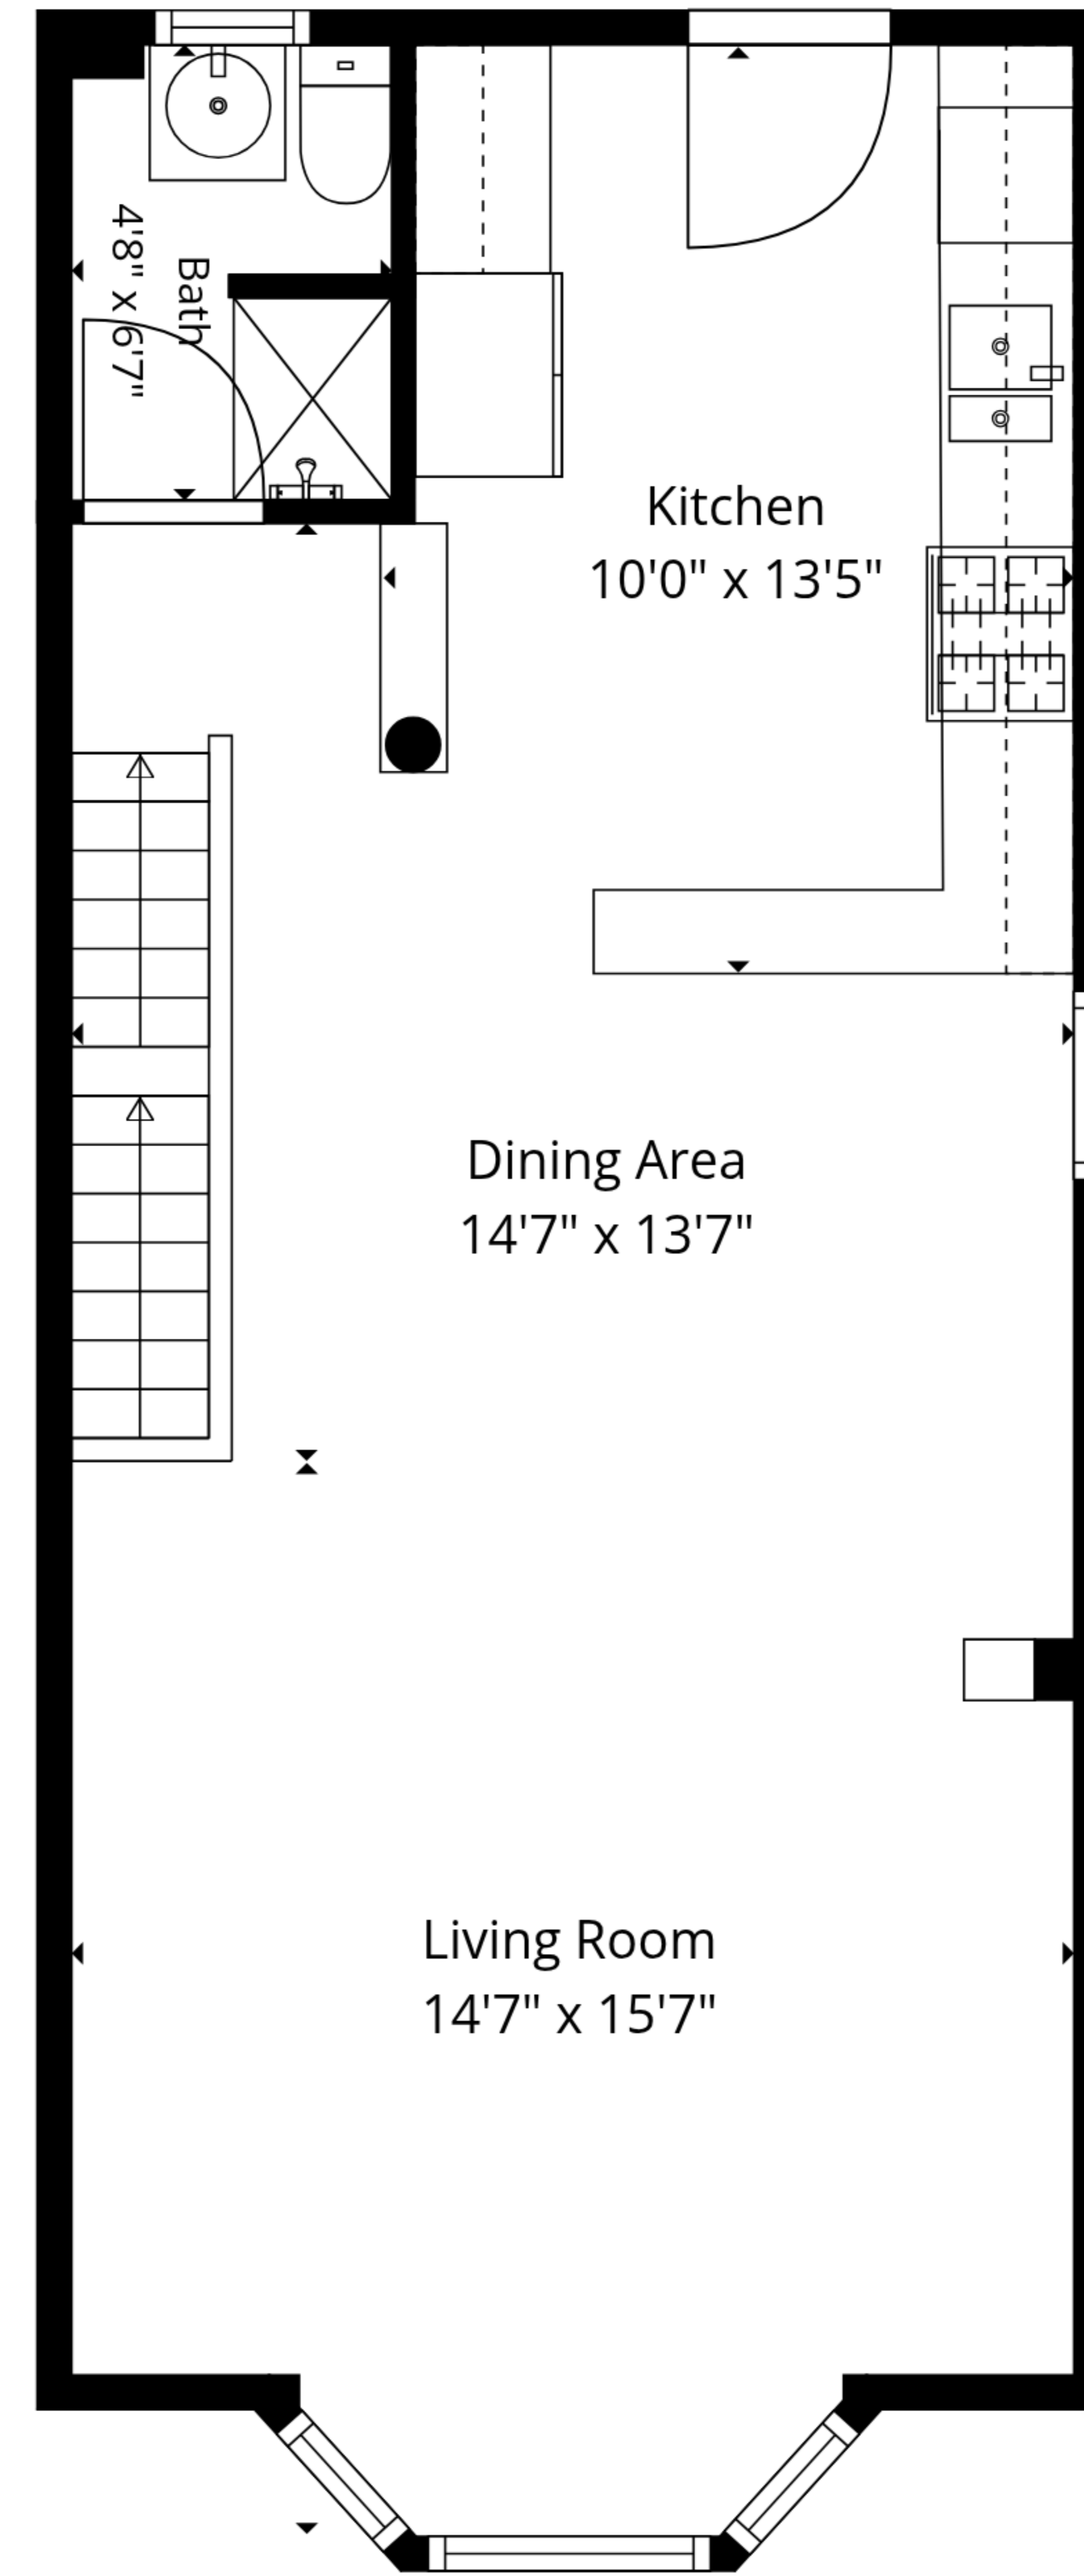 Bath
4'8" x 6'7"
Kitchen
10'0" x 13'5"
Dining Area
14'7" x 13'7"
Living Room
14'7" x 15'7"